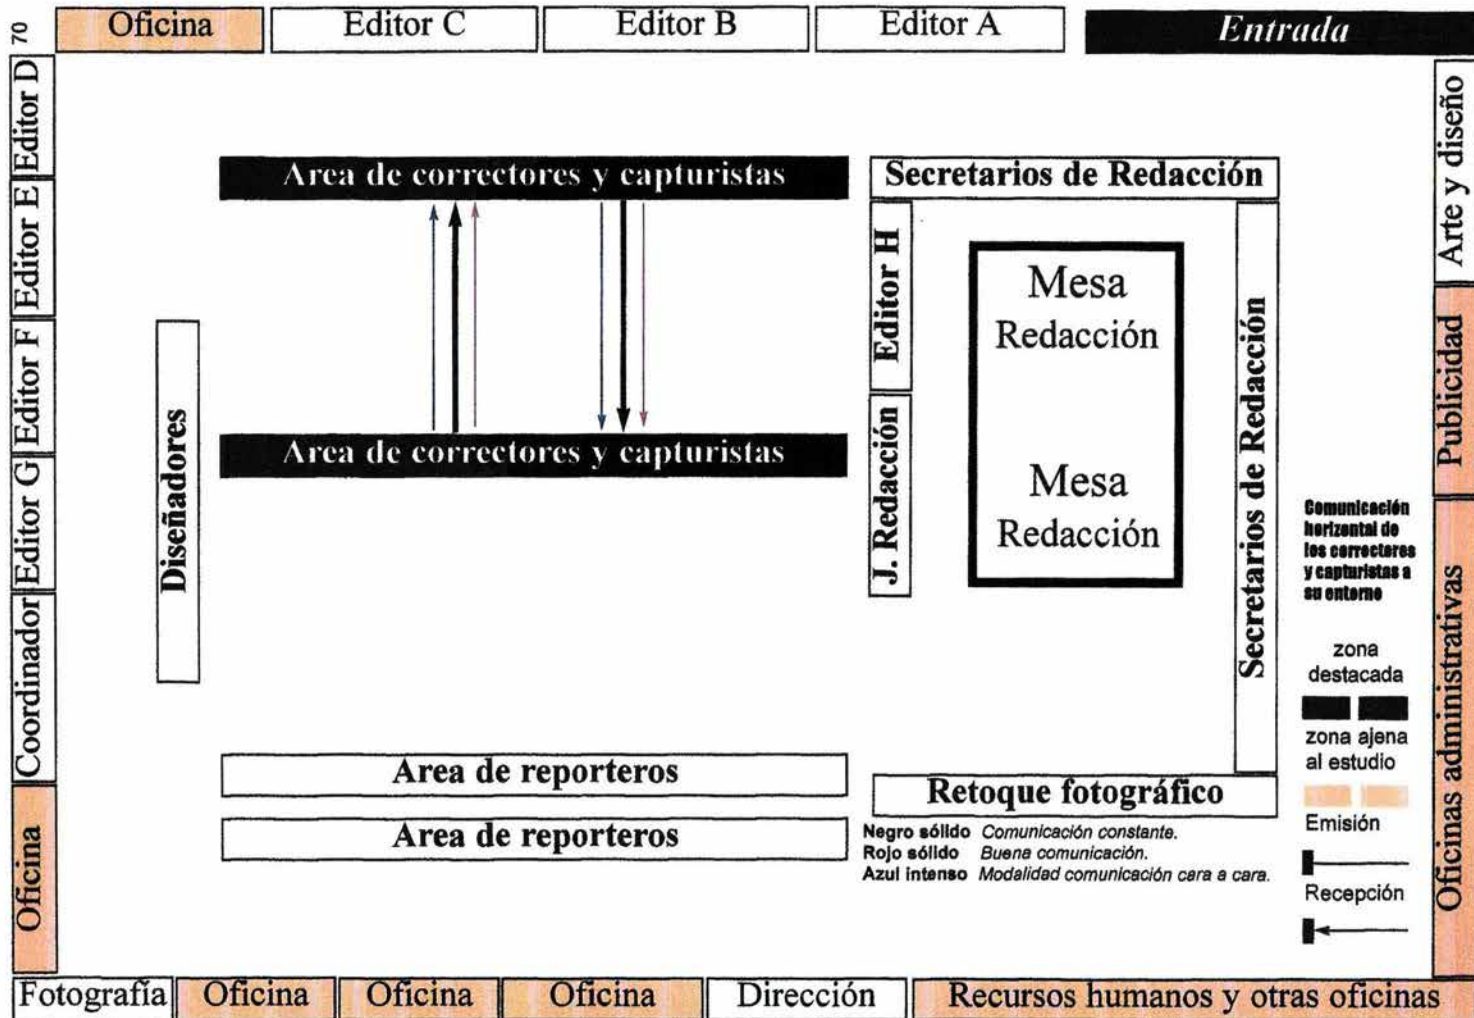 70
Oficina
Editor C
Editor B
Editor A
Entrada
Editor D
Editor E
Editor F
Editor G
Coordinador
Oficina
Diseñadores
Area de correctores y capturistas
Area de correctores y capturistas
Area de reporteros
Area de reporteros
Secretarios de Redacción
Editor H
J. Redacción
Mesa
Redacción
Mesa
Redacción
Secretarios de Redacción
Retoque fotográfico
Negro sólido Comunicación constante.
Rojo sólido Buena comunicación.
Azul intenso Modalidad comunicación cara a cara.
Arte y diseño
Publicidad
Oficinas administrativas
Comunicación
horizontal de
los correctores
y capturistas a
su entorno
zona
destacada
zona ajena
al estudio
Emisión
Recepción
Fotografía
Oficina
Oficina
Oficina
Dirección
Recursos humanos y otras oficinas